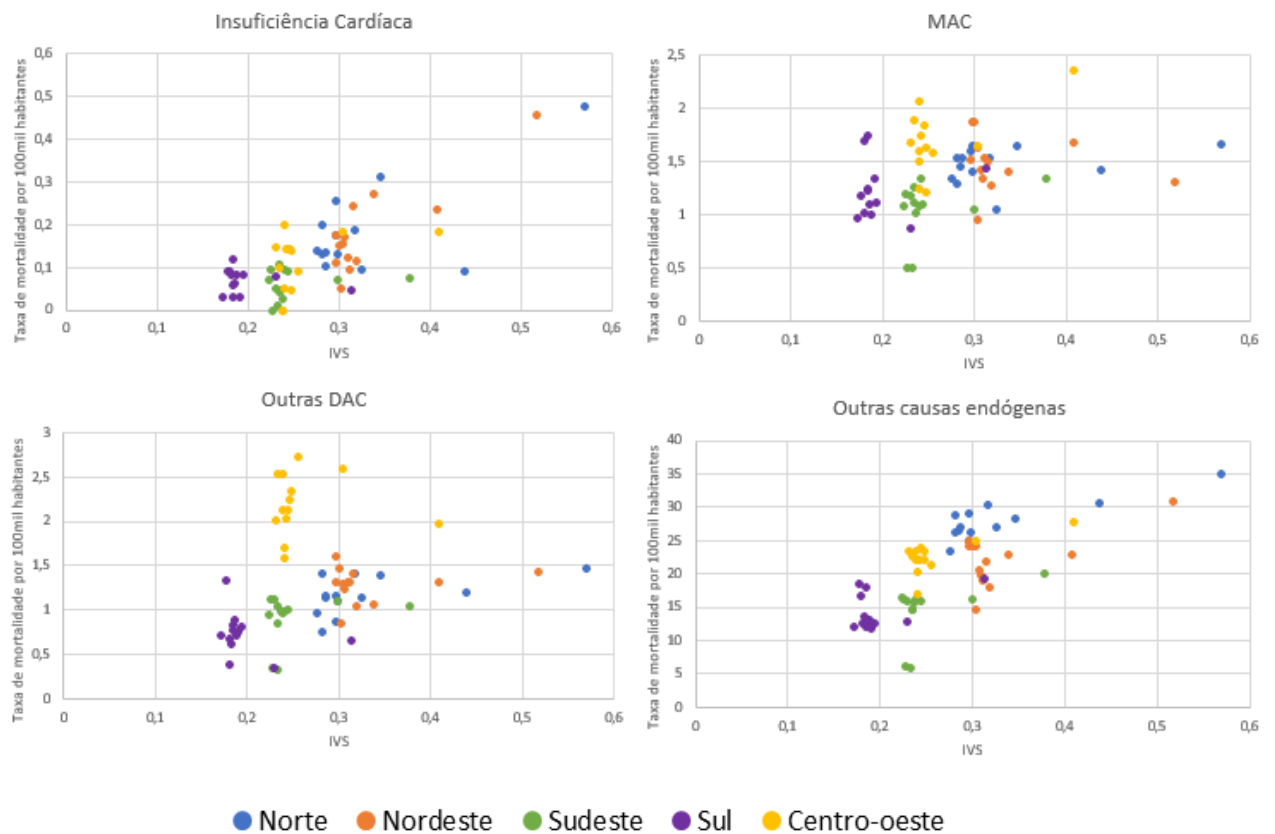 Insuficiência Cardíaca
Taxa de mortalidade por 100mil habitantes
0,6
0,5
0,4
0,3
0,2
0,1
0
0 0,1 0,2 0,3 0,4 0,5 0,6
IVS
MAC
Taxa de mortalidade por 100mil habitantes
2,5
2
1,5
1
0,5
0
0 0,1 0,2 0,3 0,4 0,5 0,6
IVS
Outras DAC
Taxa de mortalidade por 100mil habitantes
3
2,5
2
1,5
1
0,5
0
0 0,1 0,2 0,3 0,4 0,5 0,6
IVS
Outras causas endógenas
Taxa de mortalidade por 100mil habitantes
40
35
30
25
20
15
10
5
0
0 0,1 0,2 0,3 0,4 0,5 0,6
IVS
Norte Nordeste Sudeste Sul Centro-oeste